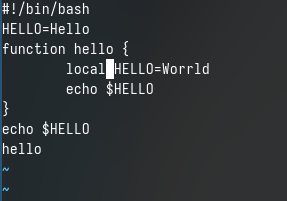 #!/bin/bash
HELLO=Hello
function hello {
        local HELLO=Worrld
        echo $HELLO
}
echo $HELLO
hello
~
~